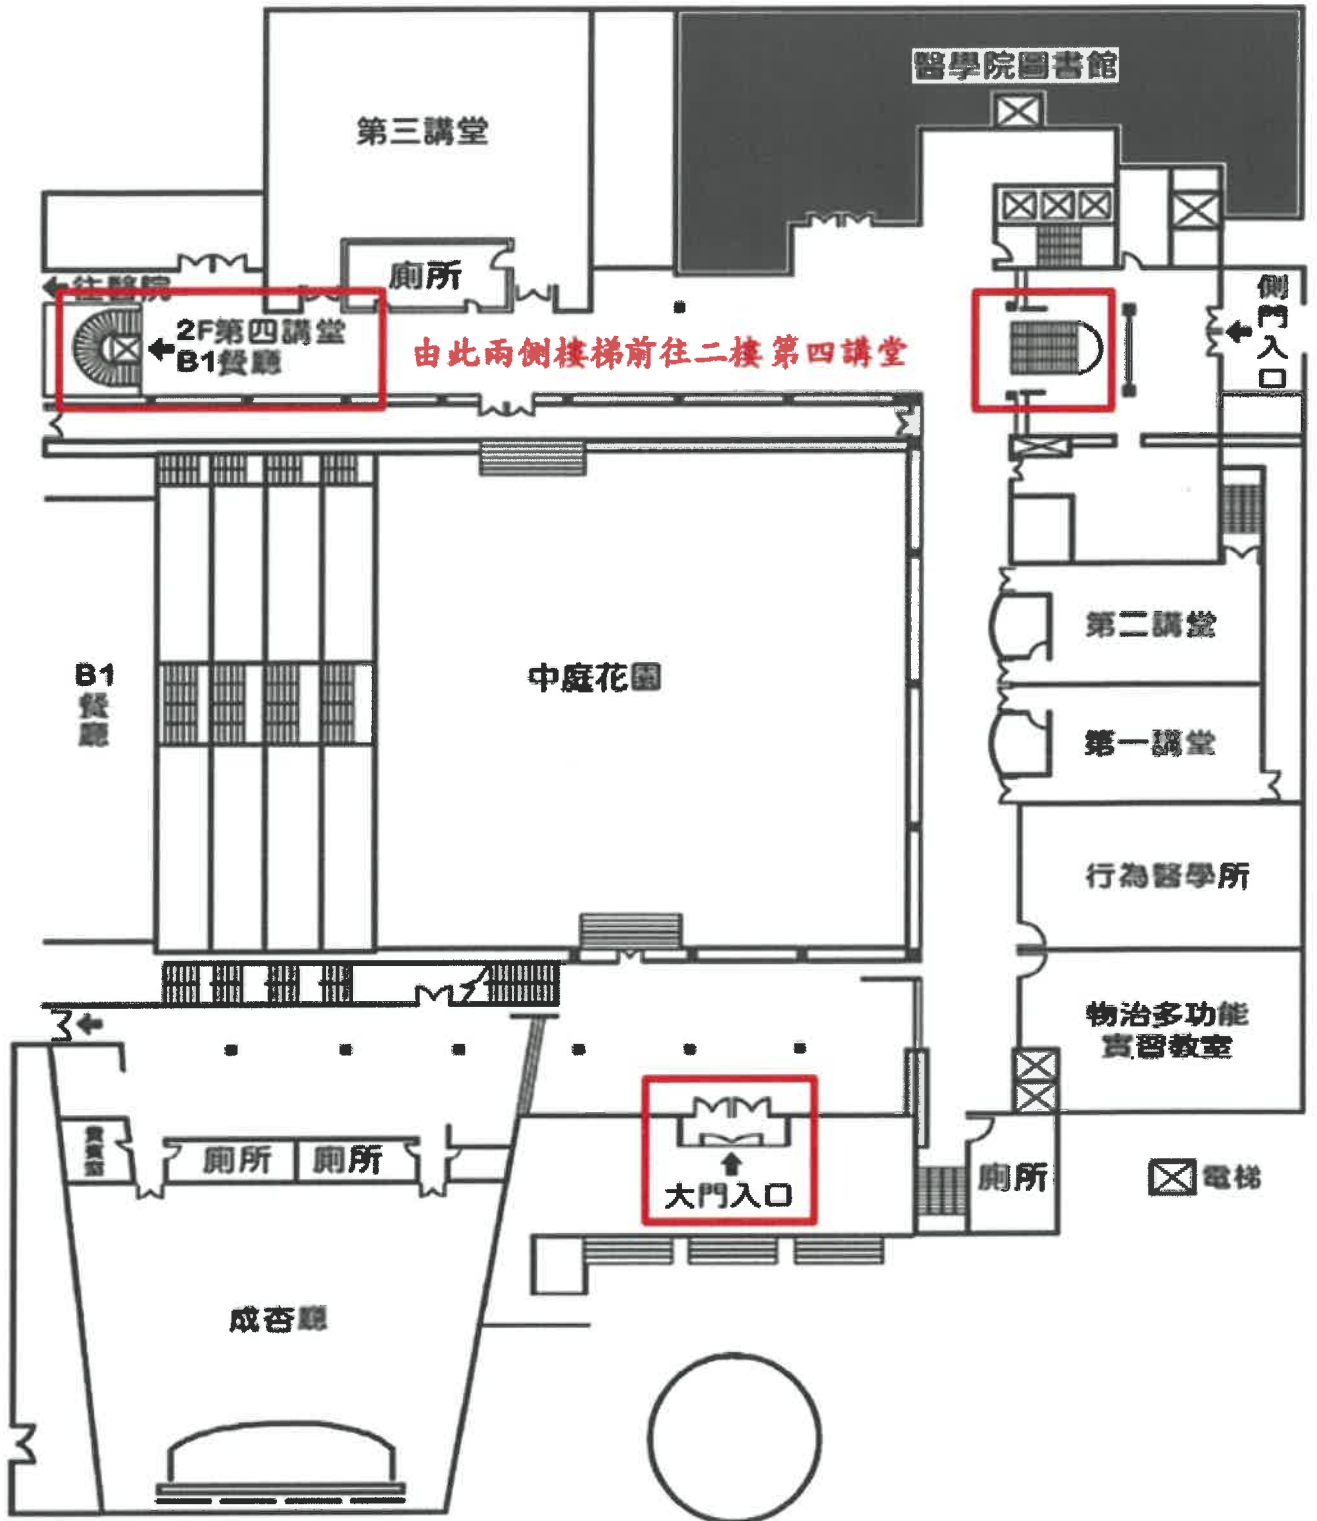 醫學院圖書館
第三講堂
廁所
往醫院
2F第四講堂
B1餐廳
由此兩側樓梯前往二樓第四講堂
側門入口
第二講堂
B1
餐廳
中庭花園
第一講堂
行為醫學所
物治多功能
實習教室
貴賓室
廁所
廁所
大門入口
廁所
電梯
成杏廳